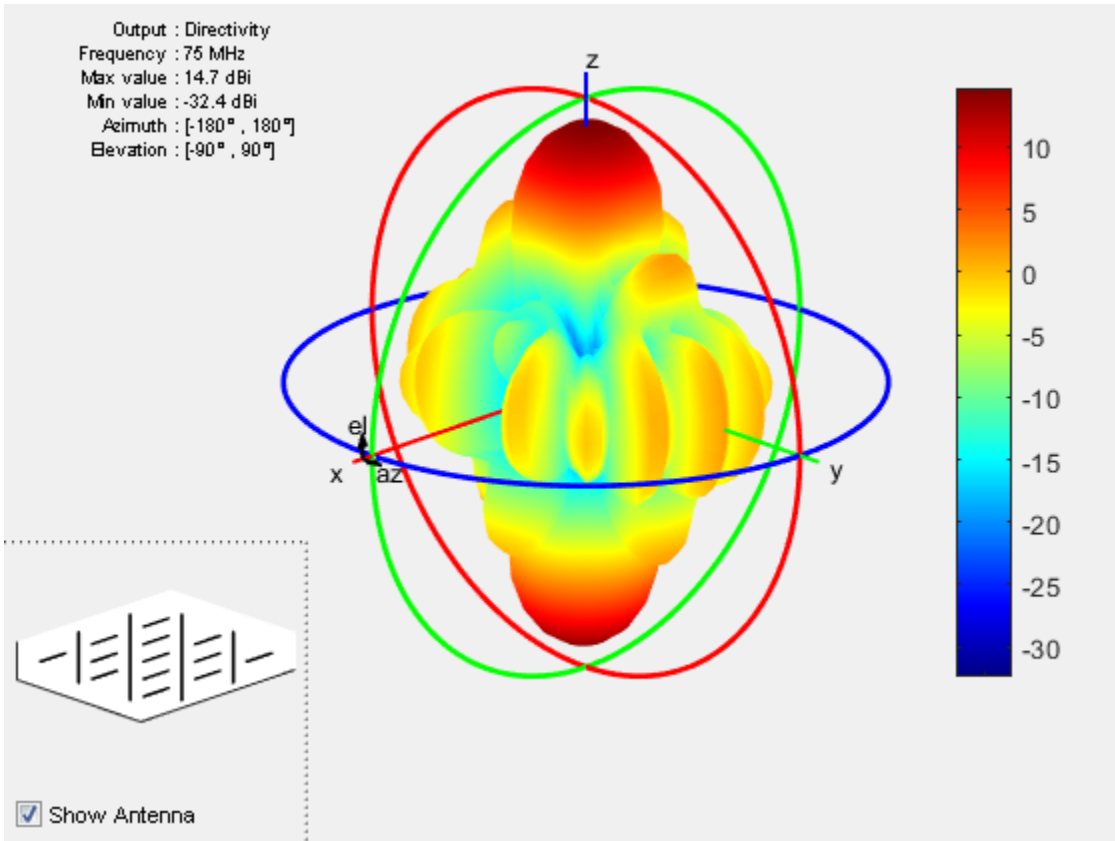 Output : Directivity
Frequency : 75 MHz
Max value : 14.7 dBi
Min value : -32.4 dBi
Azimuth : [-180° , 180°]
Elevation : [-90° , 90°]
z
10
5
0
-5
-10
-15
-20
-25
-30
el
x
az
y
Show Antenna